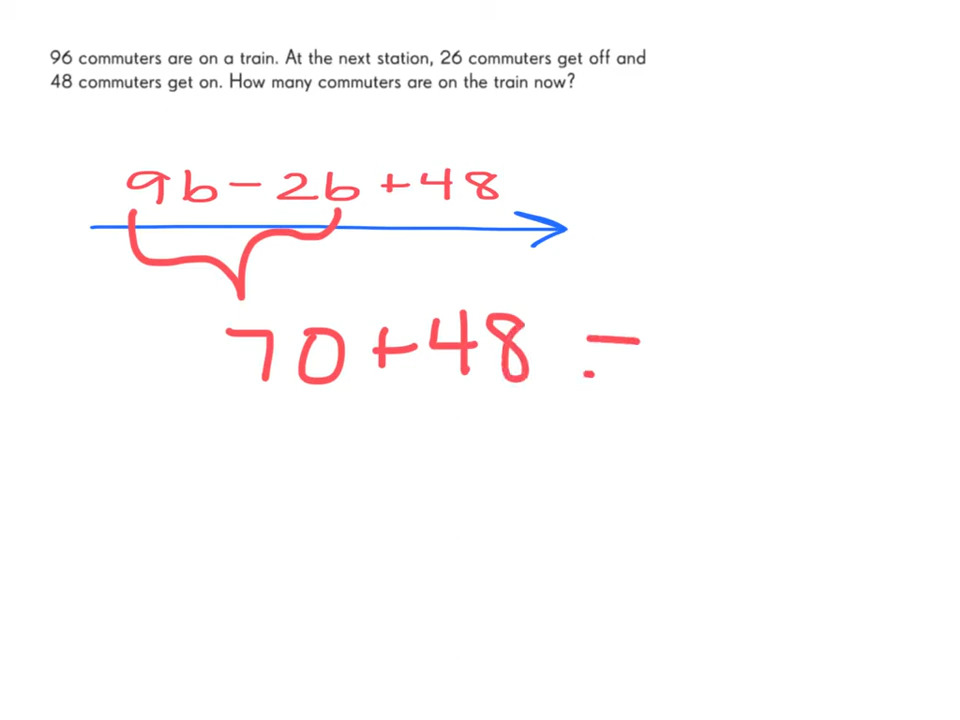 96 commuters are on a train. At the next station, 26 commuters get off and
48 commuters get on. How many commuters are on the train now?
96 - 26 + 48
70 + 48 =